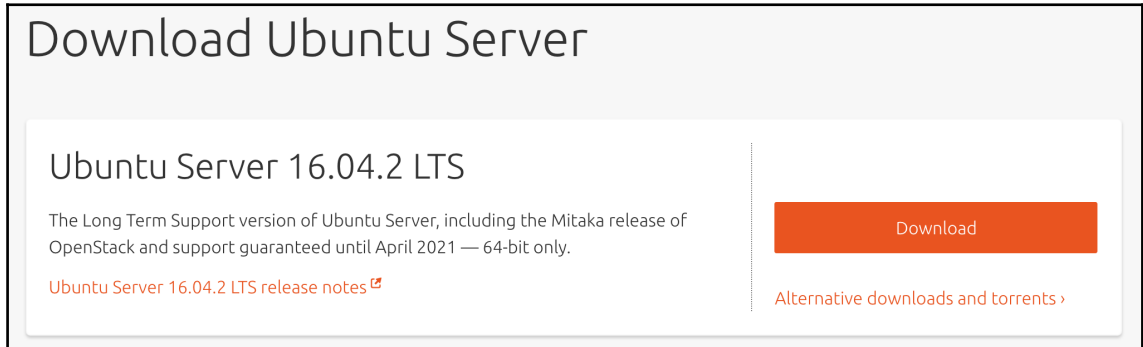 Download Ubuntu Server
Ubuntu Server 16.04.2 LTS
The Long Term Support version of Ubuntu Server, including the Mitaka release of
OpenStack and support guaranteed until April 2021 — 64-bit only.
Ubuntu Server 16.04.2 LTS release notes
Download
Alternative downloads and torrents ›